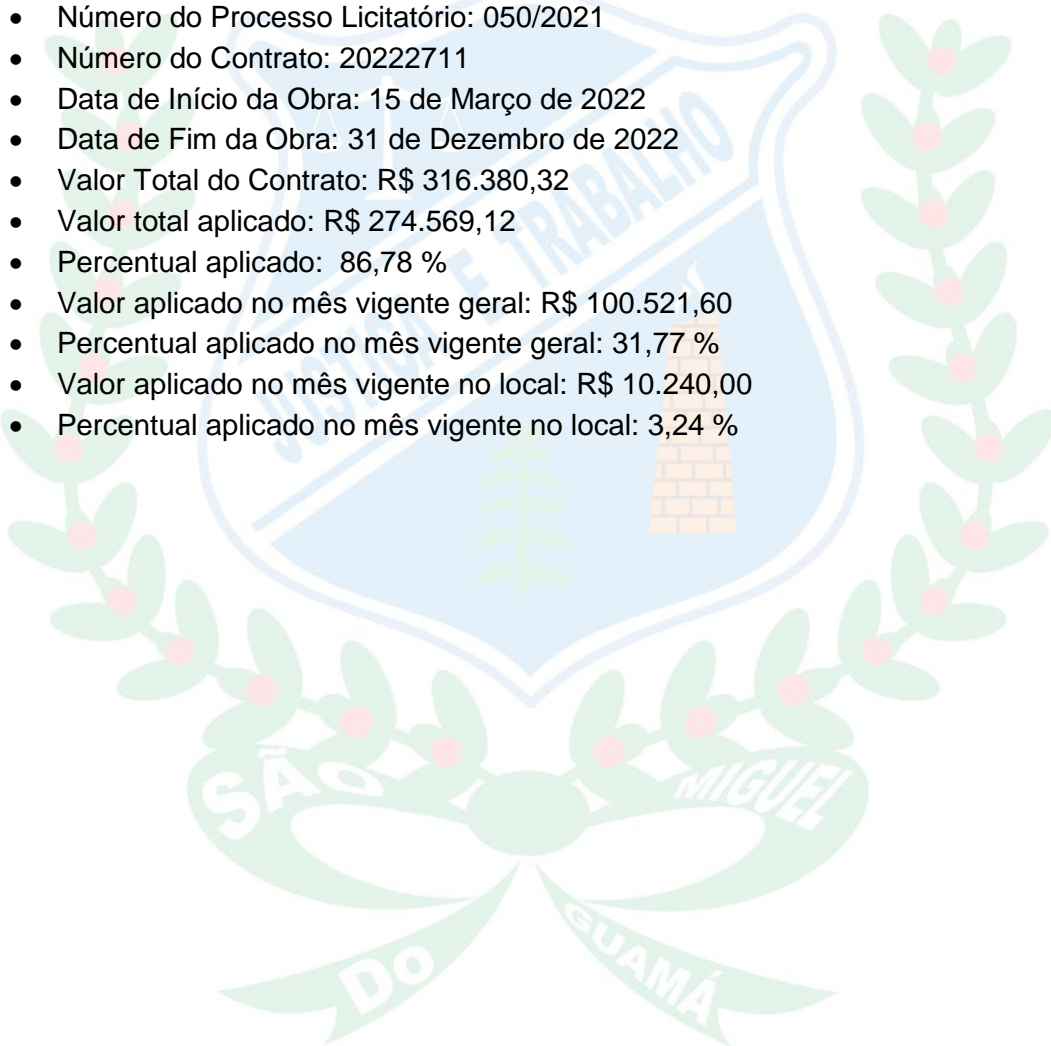 • Número do Processo Licitatório: 050/2021
• Número do Contrato: 20222711
• Data de Início da Obra: 15 de Março de 2022
• Data de Fim da Obra: 31 de Dezembro de 2022
• Valor Total do Contrato: R$ 316.380,32
• Valor total aplicado: R$ 274.569,12
• Percentual aplicado: 86,78 %
• Valor aplicado no mês vigente geral: R$ 100.521,60
• Percentual aplicado no mês vigente geral: 31,77 %
• Valor aplicado no mês vigente no local: R$ 10.240,00
• Percentual aplicado no mês vigente no local: 3,24 %
JUSTIÇA E TRABALHO
SÃO MIGUEL
DO GUAMÁ